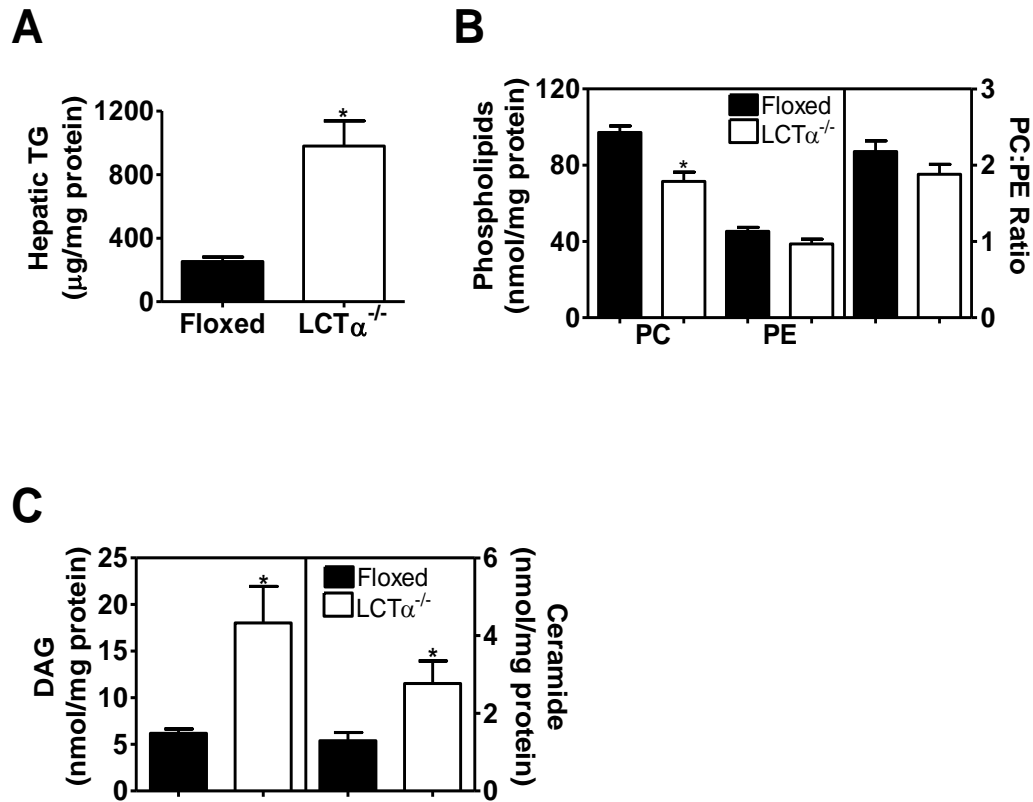 A
Hepatic TG
(μg/mg protein)
1200
800
400
0
*
Floxed
LCTα-/-
B
Phospholipids
(nmol/mg protein)
120
80
40
0
Floxed
LCTα-/-
*
PC
PE
3
2
1
0
PC:PE Ratio
C
DAG
(nmol/mg protein)
25
20
15
10
5
0
*
Floxed
LCTα-/-
*
6
4
2
0
Ceramide
(nmol/mg protein)